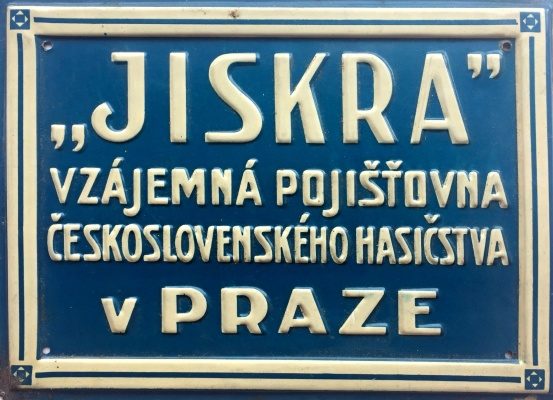 „JISKRA”
VZÁJEMNÁ POJIŠŤOVNA
ČESKOSLOVENSKÉHO HASIČSTVA
v PRAZE